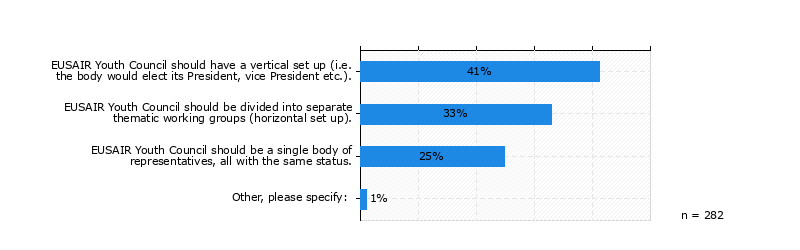 EUSAIR Youth Council should have a vertical set up (i.e.
the body would elect its President, vice President etc.).
41%
EUSAIR Youth Council should be divided into separate
thematic working groups (horizontal set up).
33%
EUSAIR Youth Council should be a single body of
representatives, all with the same status.
25%
Other, please specify:
1%
n = 282